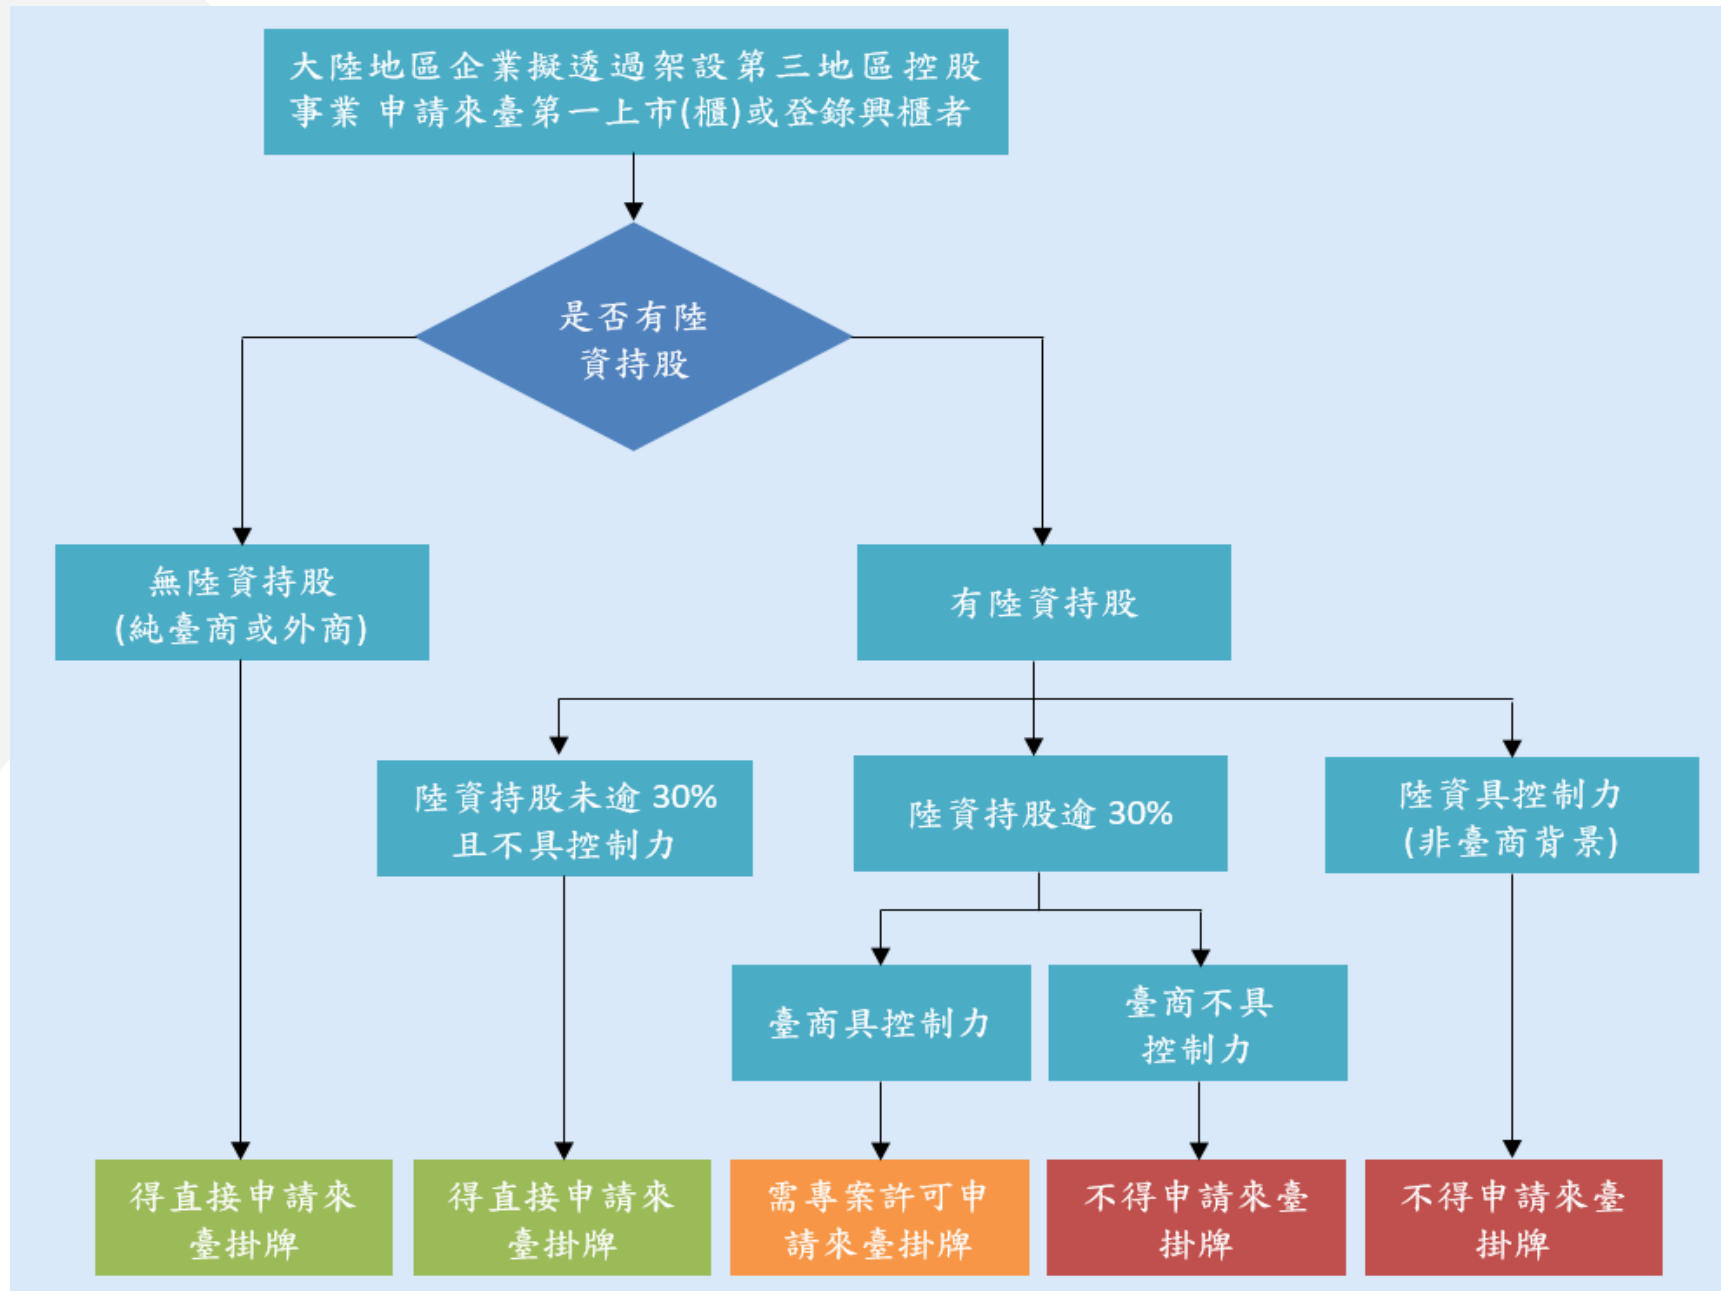 大陸地區企業擬透過架設第三地區控股
事業 申請來臺第一上市(櫃)或登錄興櫃者
是否有陸
資持股
無陸資持股
(純臺商或外商)
有陸資持股
陸資持股未逾 30%
且不具控制力
陸資持股逾 30%
陸資具控制力
(非臺商背景)
臺商具控制力
臺商不具
控制力
得直接申請來
臺掛牌
得直接申請來
臺掛牌
需專案許可申
請來臺掛牌
不得申請來臺
掛牌
不得申請來臺
掛牌